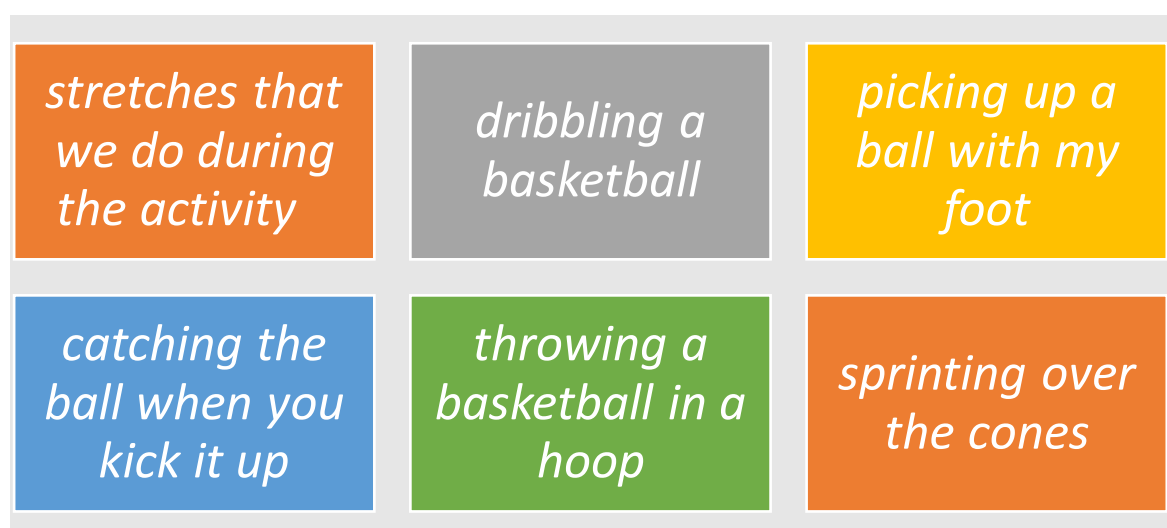 stretches that
we do during
the activity
dribbling a
basketball
picking up a
ball with my
foot
catching the
ball when you
kick it up
throwing a
basketball in a
hoop
sprinting over
the cones